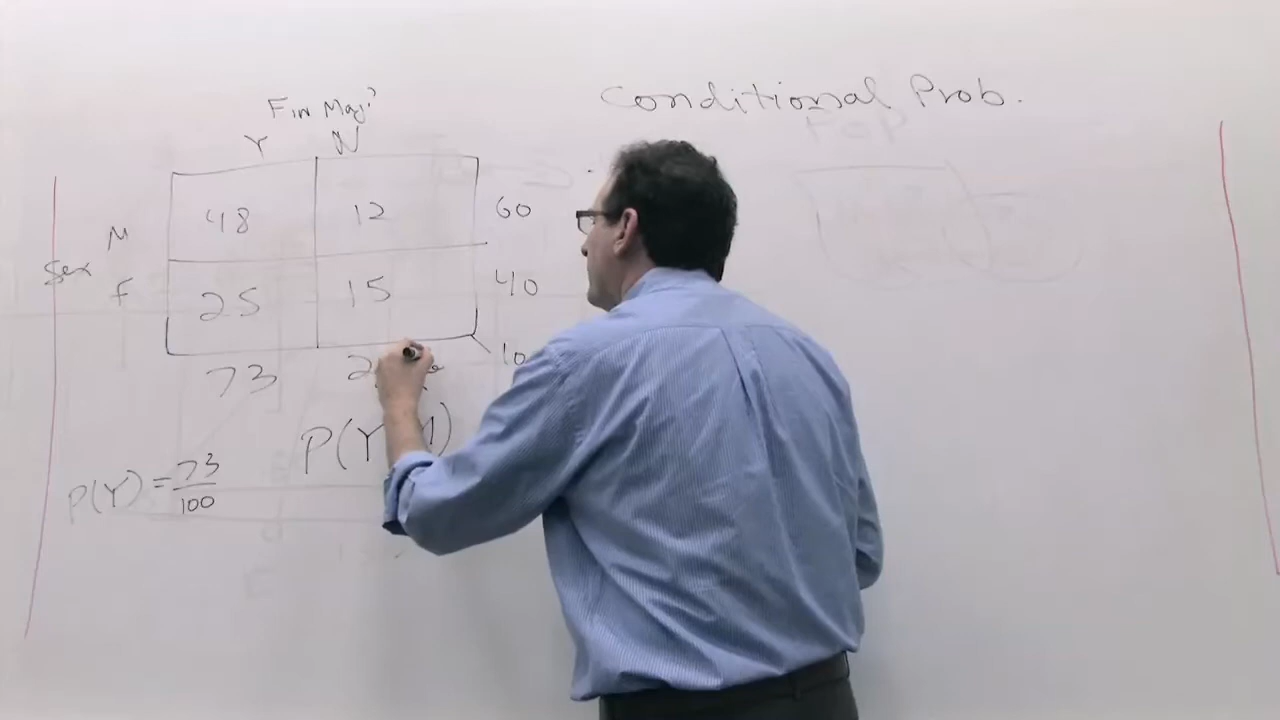 Conditional Prob.
Fin Maj?
Y N
M 48 12 60
Sex
F 25 15 40
73
P(Y) = 73/100